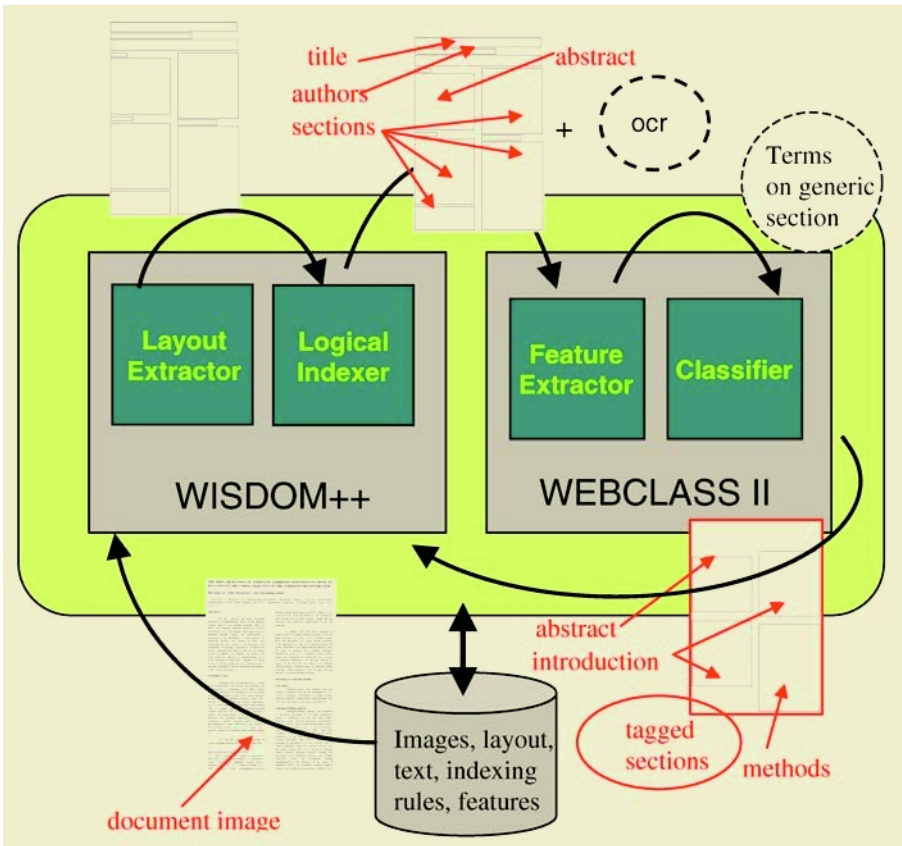 title
abstract
authors
sections
+
ocr
Terms
on generic
section
Layout
Extractor
Logical
Indexer
Feature
Extractor
Classifier
WISDOM++
WEBCLASS II
abstract
introduction
tagged
sections
methods
Images, layout,
text, indexing
rules, features
document image